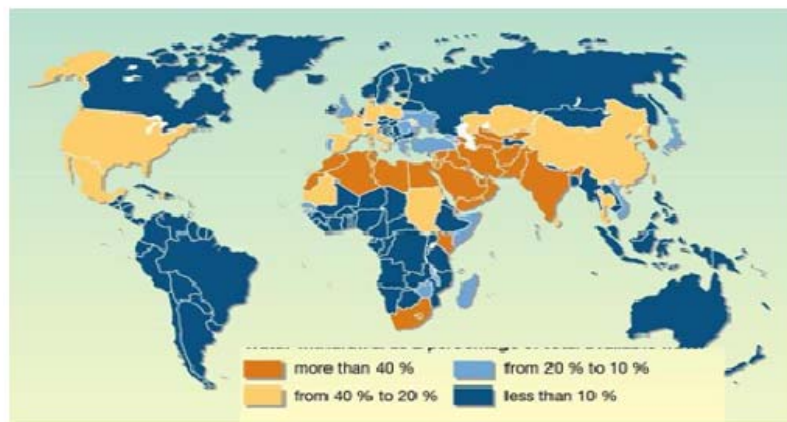 more than 40 %
from 20 % to 10 %
from 40 % to 20 %
less than 10 %